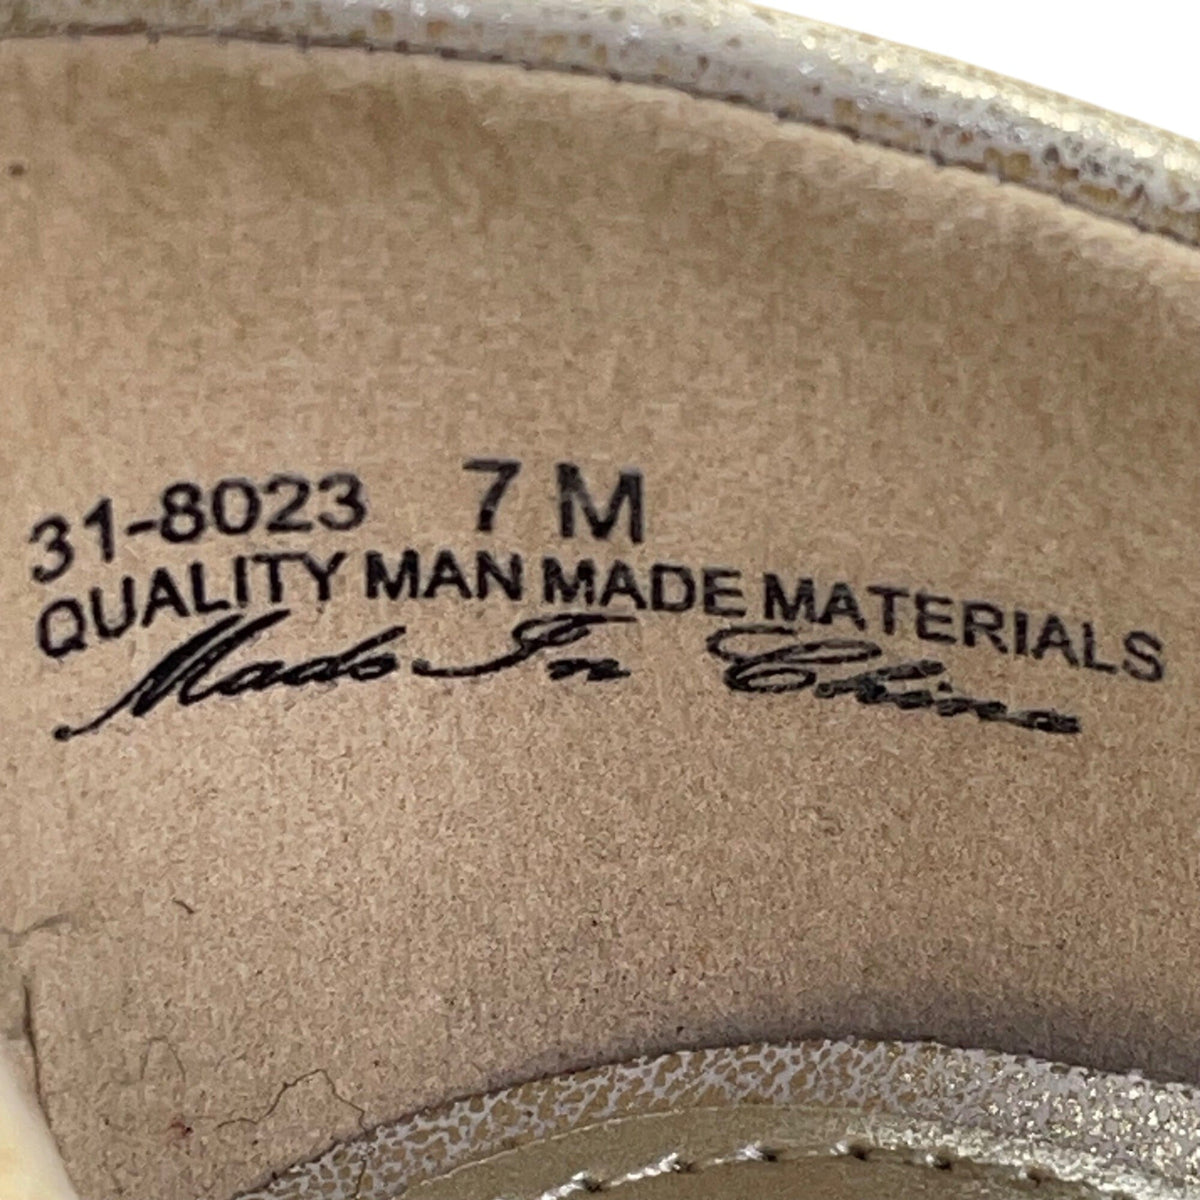 31-8023 7 M
QUALITY MAN MADE MATERIALS
Made In China